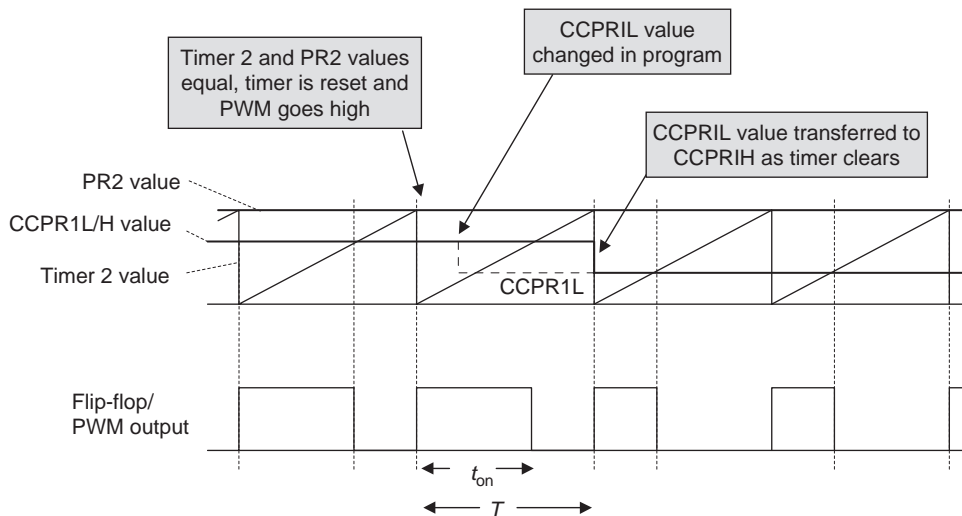 CCPRIL value
changed in program
Timer 2 and PR2 values
equal, timer is reset and
PWM goes high
CCPRIL value transferred to
CCPRIH as timer clears
PR2 value
CCPR1L/H value
Timer 2 value
CCPR1L
Flip-flop/
PWM output
ton
T